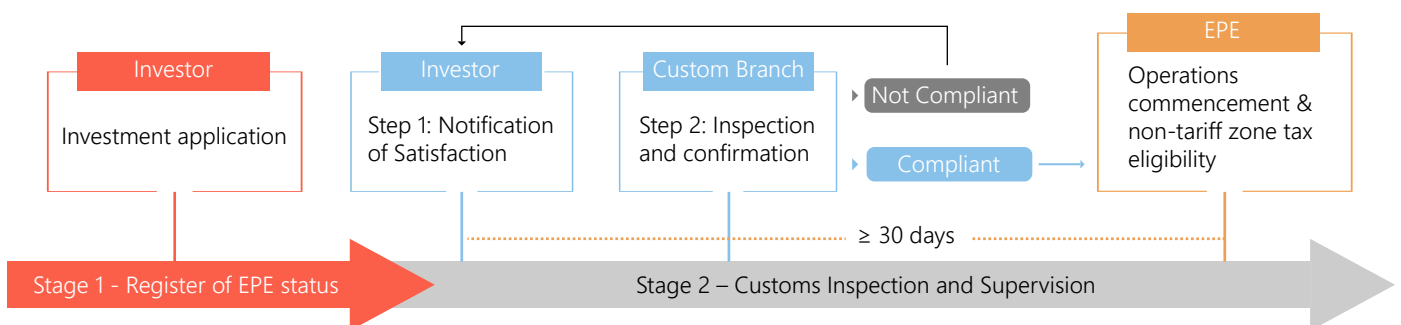 Investor
Investment application
Investor
Step 1: Notification
of Satisfaction
Custom Branch
Step 2: Inspection
and confirmation
Not Compliant
Compliant
EPE
Operations
commencement &
non-tariff zone tax
eligibility
≥ 30 days
Stage 1 - Register of EPE status
Stage 2 – Customs Inspection and Supervision